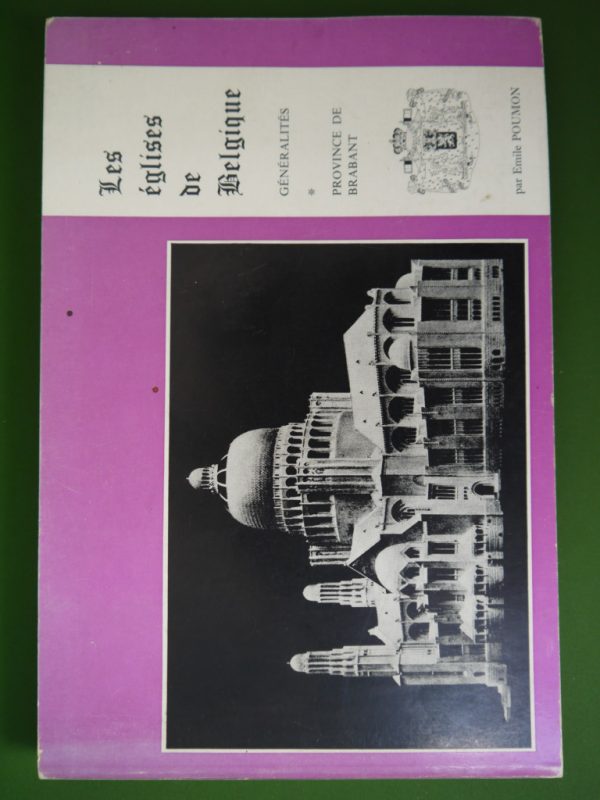 Les
églises
de
Belgique
GÉNÉRALITÉS
*
PROVINCE DE
BRABANT
par Emile POUMON